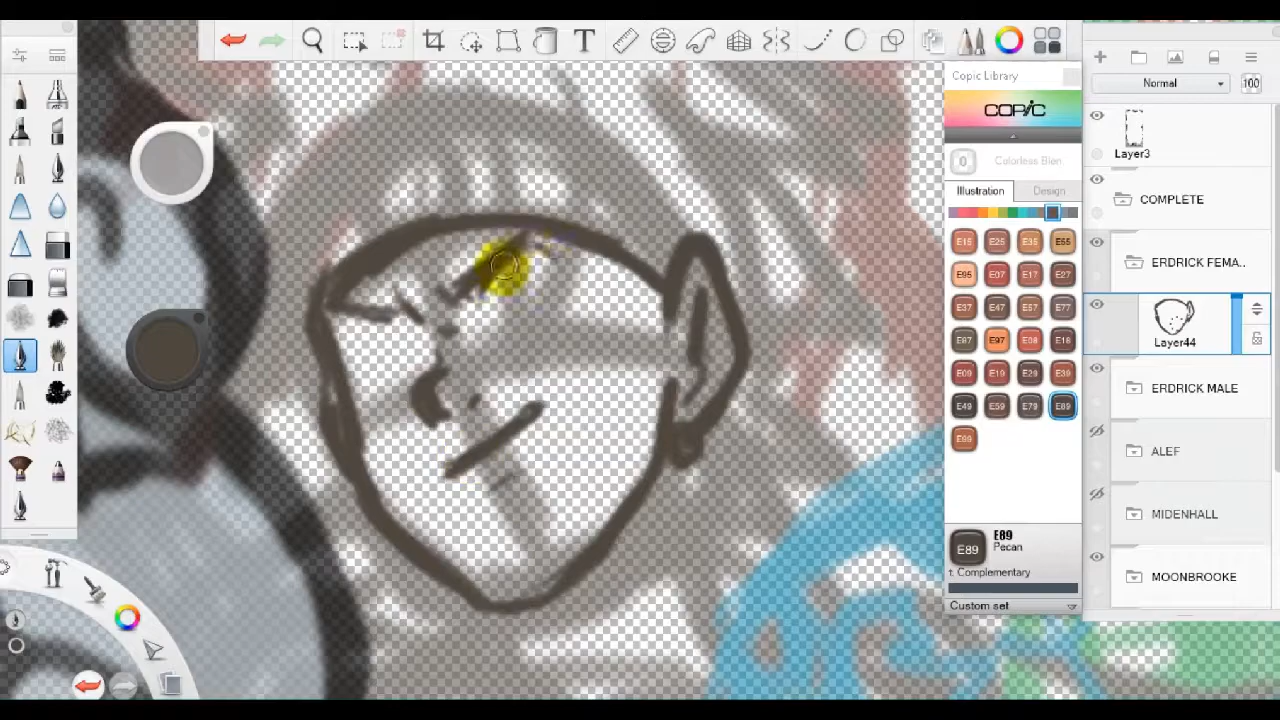 T
Copic Library
COPIC
0 Colorless Blen
Illustration Design
E15 E25 E35 E55
E95 E07 E17 E27
E37 E47 E57 E77
E87 E97 E08 E18
E09 E19 E29 E39
E49 E59 E79 E89
E99
E89 E89
Pecan
t: Complementary
Custom set
Normal 100
Layer3
COMPLETE
ERDRICK FEMA..
Layer44
ERDRICK MALE
ALEF
MIDENHALL
MOONBROOKE